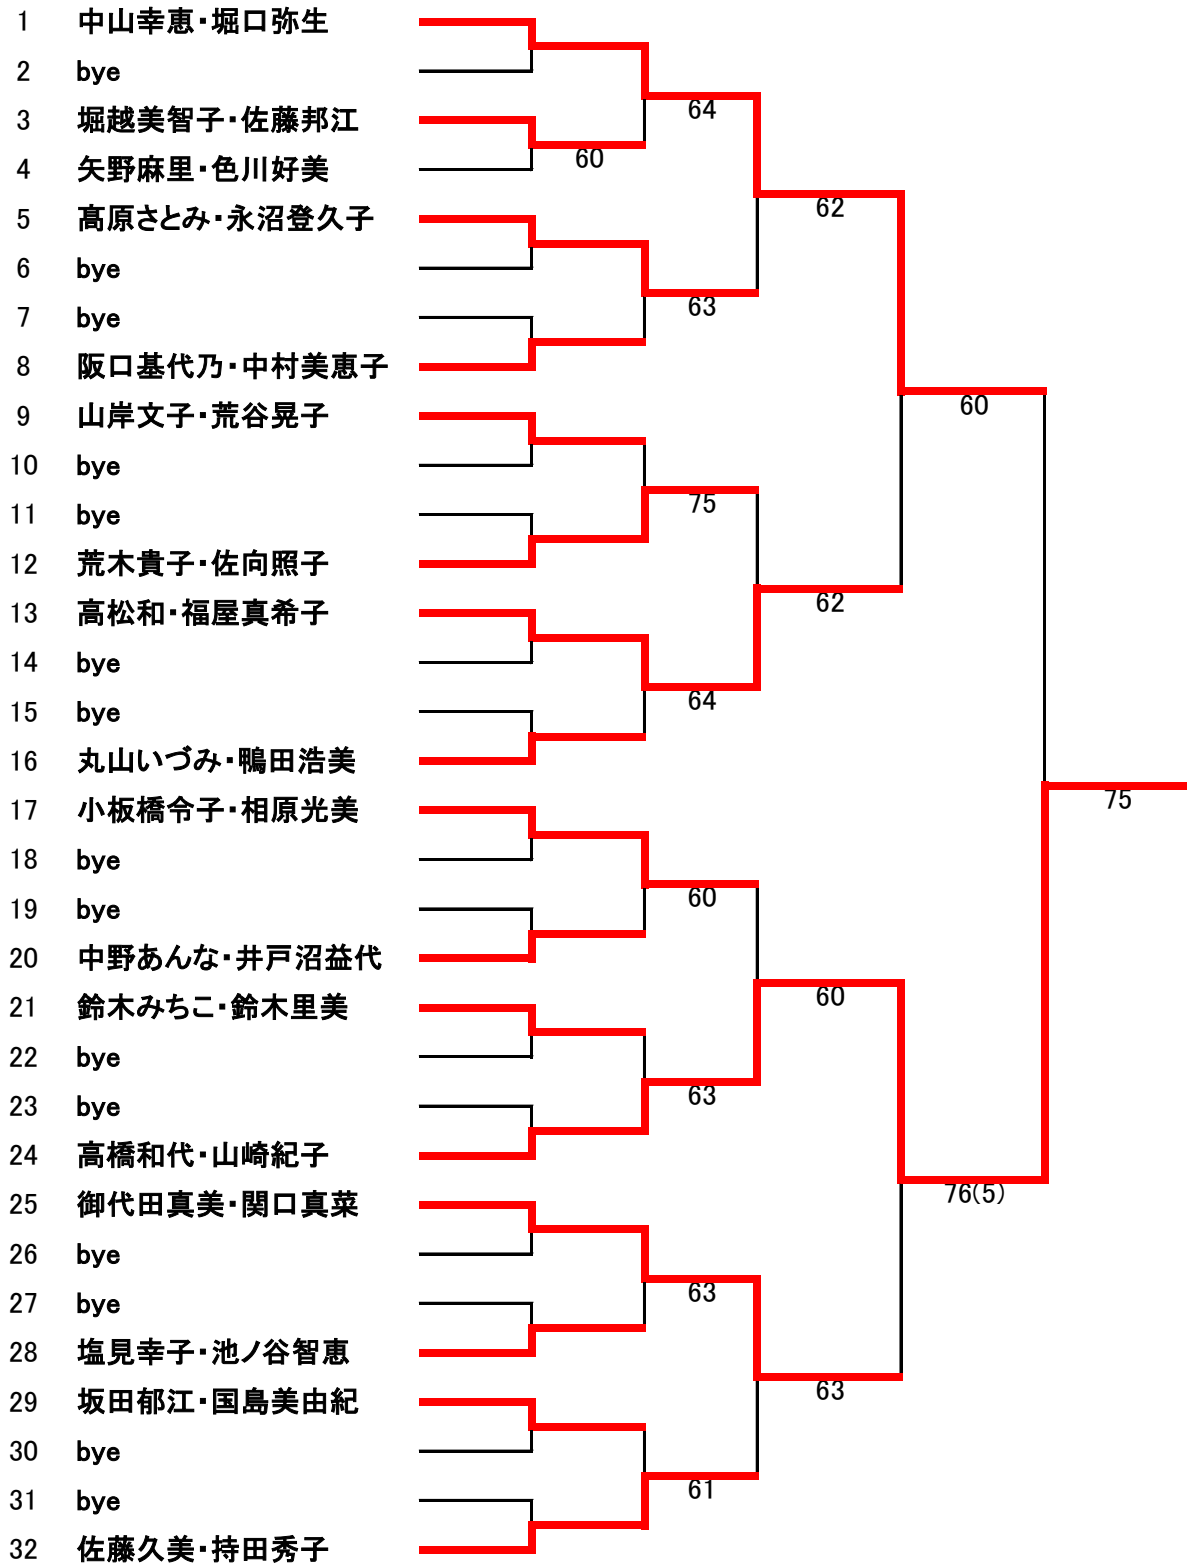 1 中山幸恵・堀口弥生
2 bye
64
3 堀越美智子・佐藤邦江
60
4 矢野麻里・色川好美
62
5 髙原さとみ・永沼登久子
6 bye
63
7 bye
8 阪口基代乃・中村美恵子
60
9 山岸文子・荒谷晃子
10 bye
75
11 bye
12 荒木貴子・佐向照子
62
13 高松和・福屋真希子
14 bye
64
15 bye
16 丸山いづみ・鴨田浩美
75
17 小板橋令子・相原光美
18 bye
60
19 bye
20 中野あんな・井戸沼益代
60
21 鈴木みちこ・鈴木里美
22 bye
63
23 bye
24 高橋和代・山崎紀子
76(5)
25 御代田真美・関口真菜
26 bye
63
27 bye
28 塩見幸子・池ノ谷智恵
63
29 坂田郁江・国島美由紀
30 bye
61
31 bye
32 佐藤久美・持田秀子